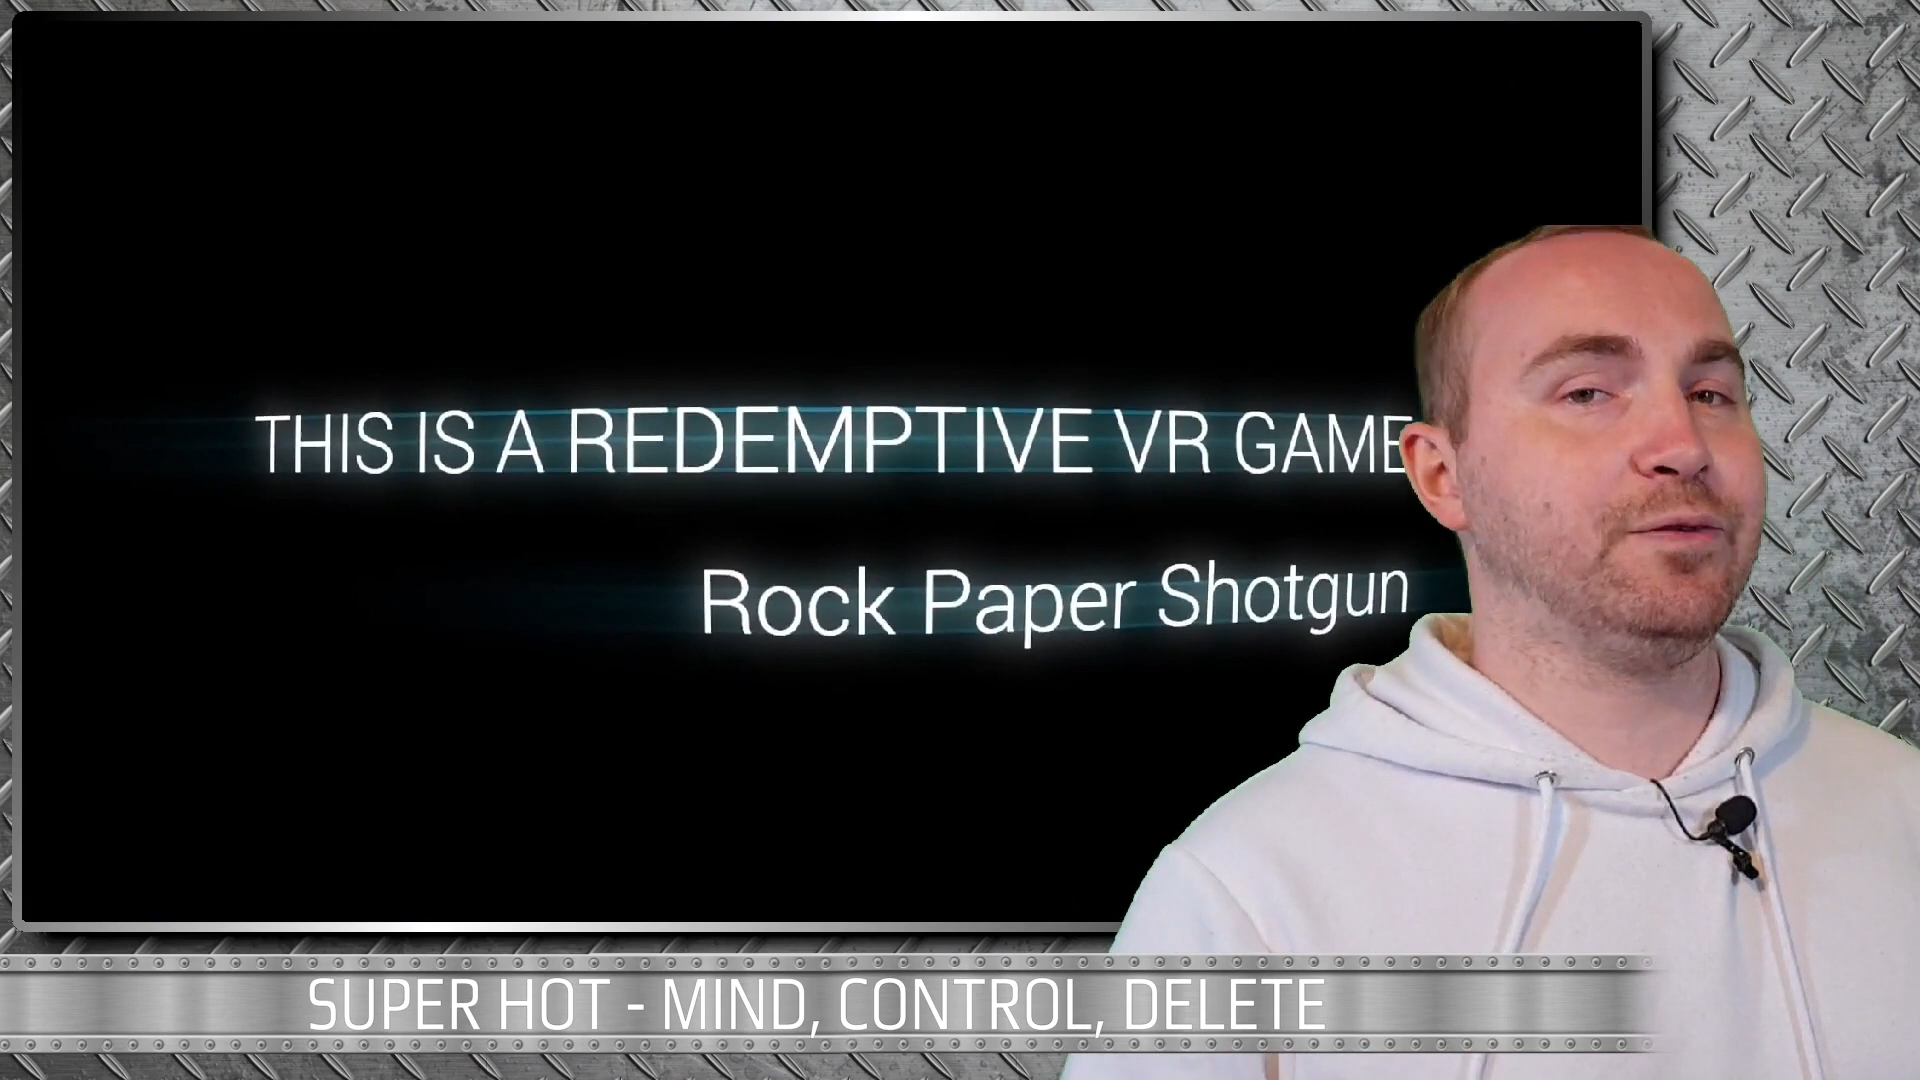 THIS IS A REDEMPTIVE VR GAME
Rock Paper Shotgun
SUPER HOT - MIND, CONTROL, DELETE